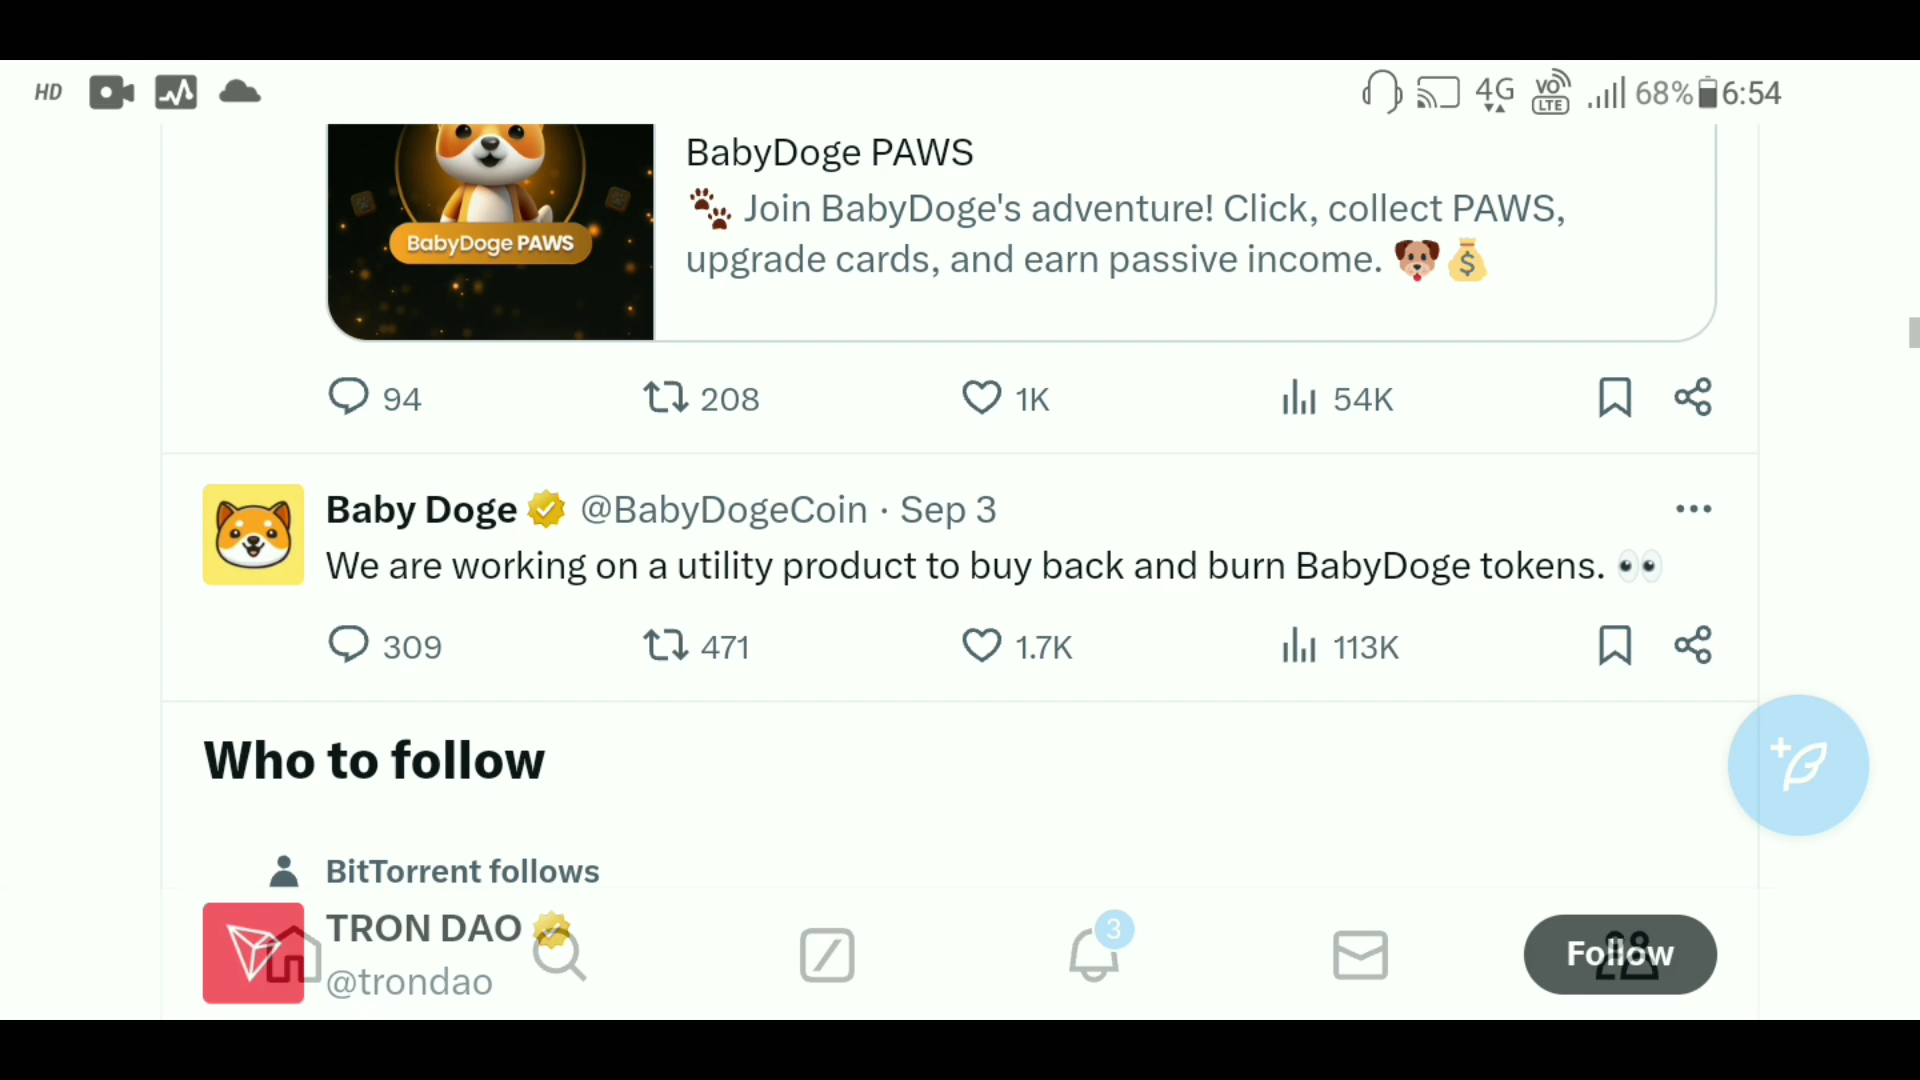 HD
4G
VO
LTE
68%
6:54
BabyDoge PAWS
BabyDoge PAWS
🐾 Join BabyDoge's adventure! Click, collect PAWS,
upgrade cards, and earn passive income. 🐶💰
94 208 1K 54K
Baby Doge @BabyDogeCoin · Sep 3
We are working on a utility product to buy back and burn BabyDoge tokens. 👀
309 471 1.7K 113K
Who to follow
BitTorrent follows
TRON DAO
@trondao
3
Follow